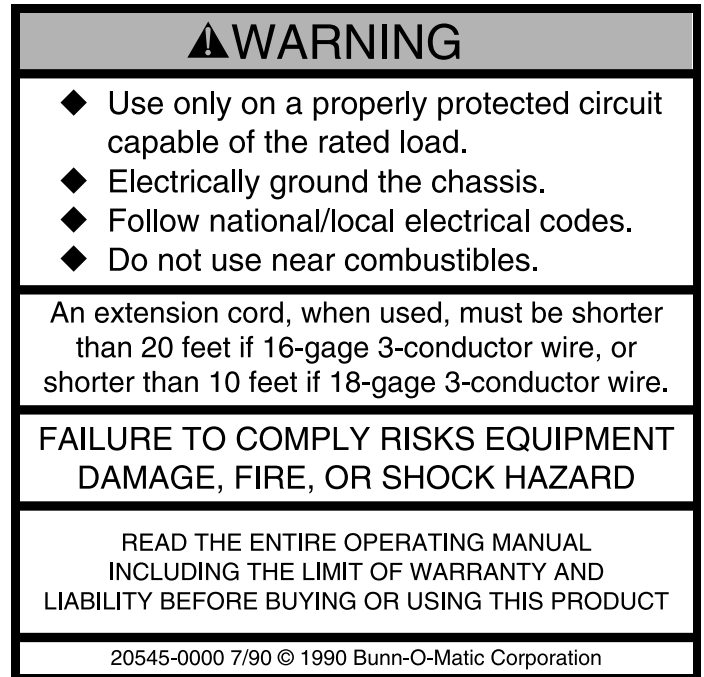 ⚠WARNING
◆ Use only on a properly protected circuit
capable of the rated load.
◆ Electrically ground the chassis.
◆ Follow national/local electrical codes.
◆ Do not use near combustibles.
An extension cord, when used, must be shorter
than 20 feet if 16-gage 3-conductor wire, or
shorter than 10 feet if 18-gage 3-conductor wire.
FAILURE TO COMPLY RISKS EQUIPMENT
DAMAGE, FIRE, OR SHOCK HAZARD
READ THE ENTIRE OPERATING MANUAL
INCLUDING THE LIMIT OF WARRANTY AND
LIABILITY BEFORE BUYING OR USING THIS PRODUCT
20545-0000 7/90 © 1990 Bunn-O-Matic Corporation